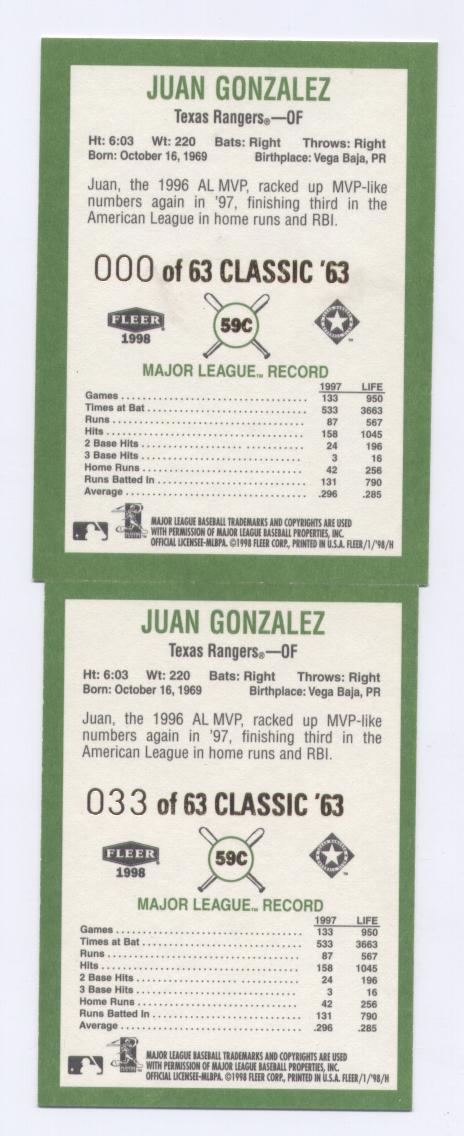 JUAN GONZALEZ
Texas Rangers®—OF
Ht: 6:03 Wt: 220 Bats: Right Throws: Right
Born: October 16, 1969 Birthplace: Vega Baja, PR
Juan, the 1996 AL MVP, racked up MVP-like
numbers again in '97, finishing third in the
American League in home runs and RBI.
000 of 63 CLASSIC '63
FLEER
1998
59C
MAJOR LEAGUE™ RECORD
1997 LIFE
Games 133 950
Times at Bat 533 3663
Runs 87 567
Hits 158 1045
2 Base Hits 24 196
3 Base Hits 3 16
Home Runs 42 256
Runs Batted In 131 790
Average .296 .285
MAJOR LEAGUE BASEBALL TRADEMARKS AND COPYRIGHTS ARE USED
WITH PERMISSION OF MAJOR LEAGUE BASEBALL PROPERTIES, INC.
OFFICIAL LICENSEE-MLBPA. ©1998 FLEER CORP., PRINTED IN U.S.A. FLEER/1/'98/H
JUAN GONZALEZ
Texas Rangers®—OF
Ht: 6:03 Wt: 220 Bats: Right Throws: Right
Born: October 16, 1969 Birthplace: Vega Baja, PR
Juan, the 1996 AL MVP, racked up MVP-like
numbers again in '97, finishing third in the
American League in home runs and RBI.
033 of 63 CLASSIC '63
FLEER
1998
59C
MAJOR LEAGUE™ RECORD
1997 LIFE
Games 133 950
Times at Bat 533 3663
Runs 87 567
Hits 158 1045
2 Base Hits 24 196
3 Base Hits 3 16
Home Runs 42 256
Runs Batted In 131 790
Average .296 .285
MAJOR LEAGUE BASEBALL TRADEMARKS AND COPYRIGHTS ARE USED
WITH PERMISSION OF MAJOR LEAGUE BASEBALL PROPERTIES, INC.
OFFICIAL LICENSEE-MLBPA. ©1998 FLEER CORP., PRINTED IN U.S.A. FLEER/1/'98/H